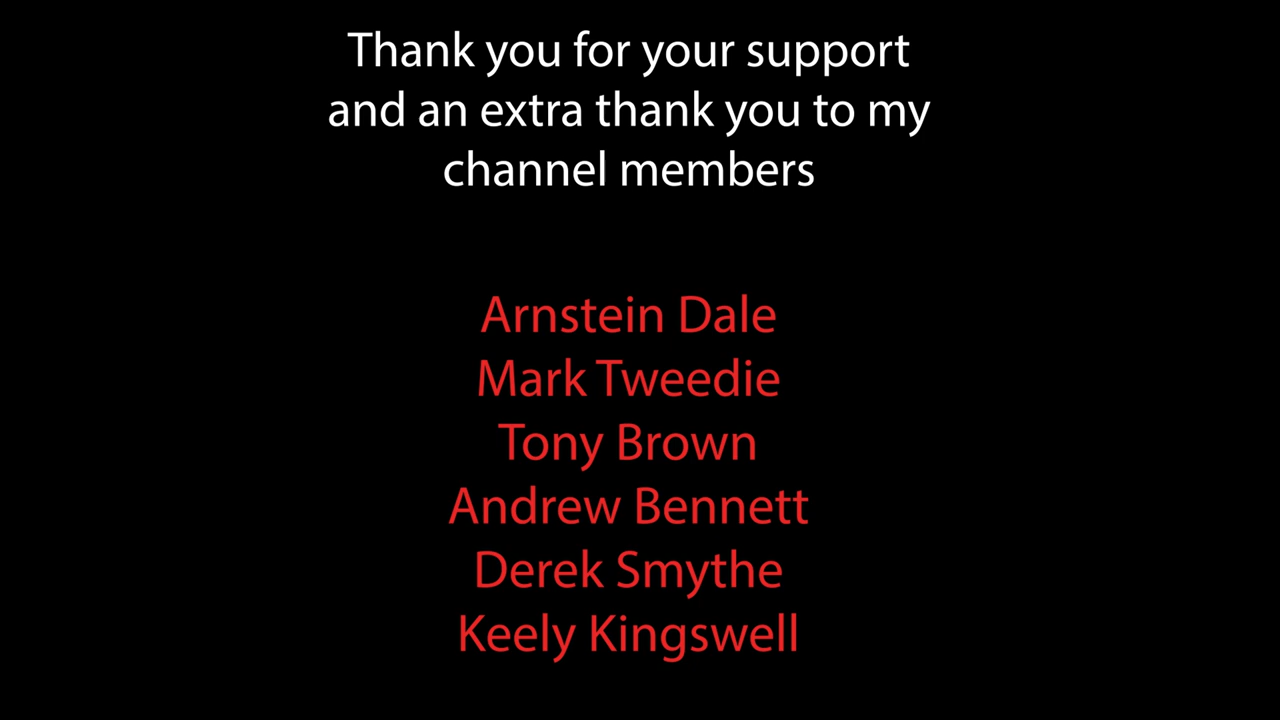 Thank you for your support
and an extra thank you to my
channel members
Arnstein Dale
Mark Tweedie
Tony Brown
Andrew Bennett
Derek Smythe
Keely Kingswell